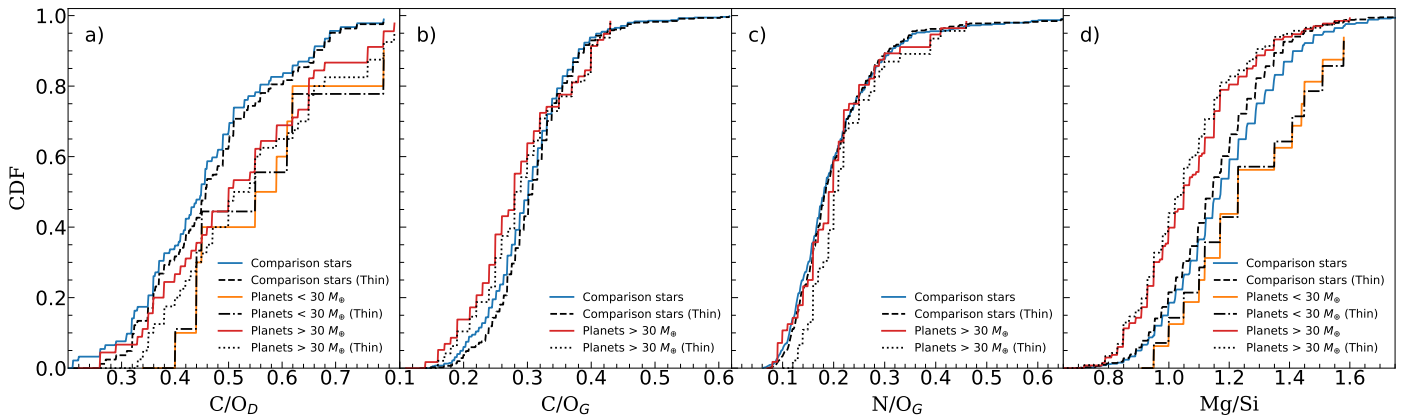 CDF
1.0
0.8
0.6
0.4
0.2
0.0
a)
Comparison stars
Comparison stars (Thin)
Planets < 30 M⊕
Planets < 30 M⊕ (Thin)
Planets > 30 M⊕
Planets > 30 M⊕ (Thin)
0.3 0.4 0.5 0.6 0.7
C/O_D
b)
Comparison stars
Comparison stars (Thin)
Planets > 30 M⊕
Planets > 30 M⊕ (Thin)
0.1 0.2 0.3 0.4 0.5 0.6
C/O_G
c)
Comparison stars
Comparison stars (Thin)
Planets > 30 M⊕
Planets > 30 M⊕ (Thin)
0.1 0.2 0.3 0.4 0.5 0.6
N/O_G
d)
Comparison stars
Comparison stars (Thin)
Planets < 30 M⊕
Planets < 30 M⊕ (Thin)
Planets > 30 M⊕
Planets > 30 M⊕ (Thin)
0.8 1.0 1.2 1.4 1.6
Mg/Si